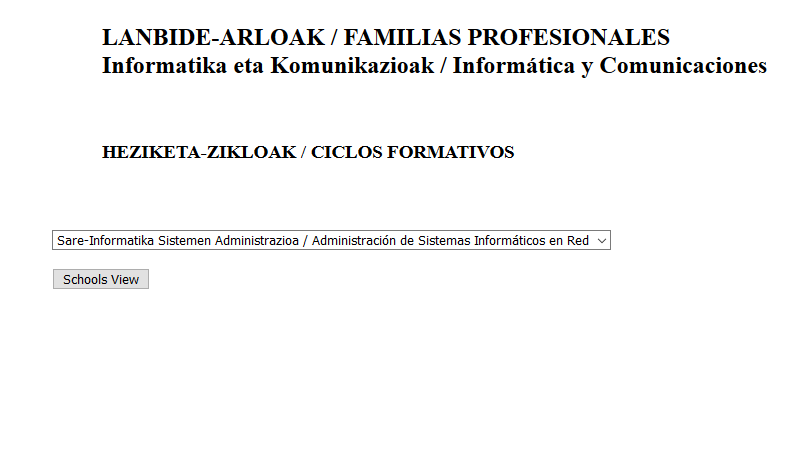 LANBIDE-ARLOAK / FAMILIAS PROFESIONALES
Informatika eta Komunikazioak / Informática y Comunicaciones
HEZIKETA-ZIKLOAK / CICLOS FORMATIVOS
Sare-Informatika Sistemen Administrazioa / Administración de Sistemas Informáticos en Red
Schools View